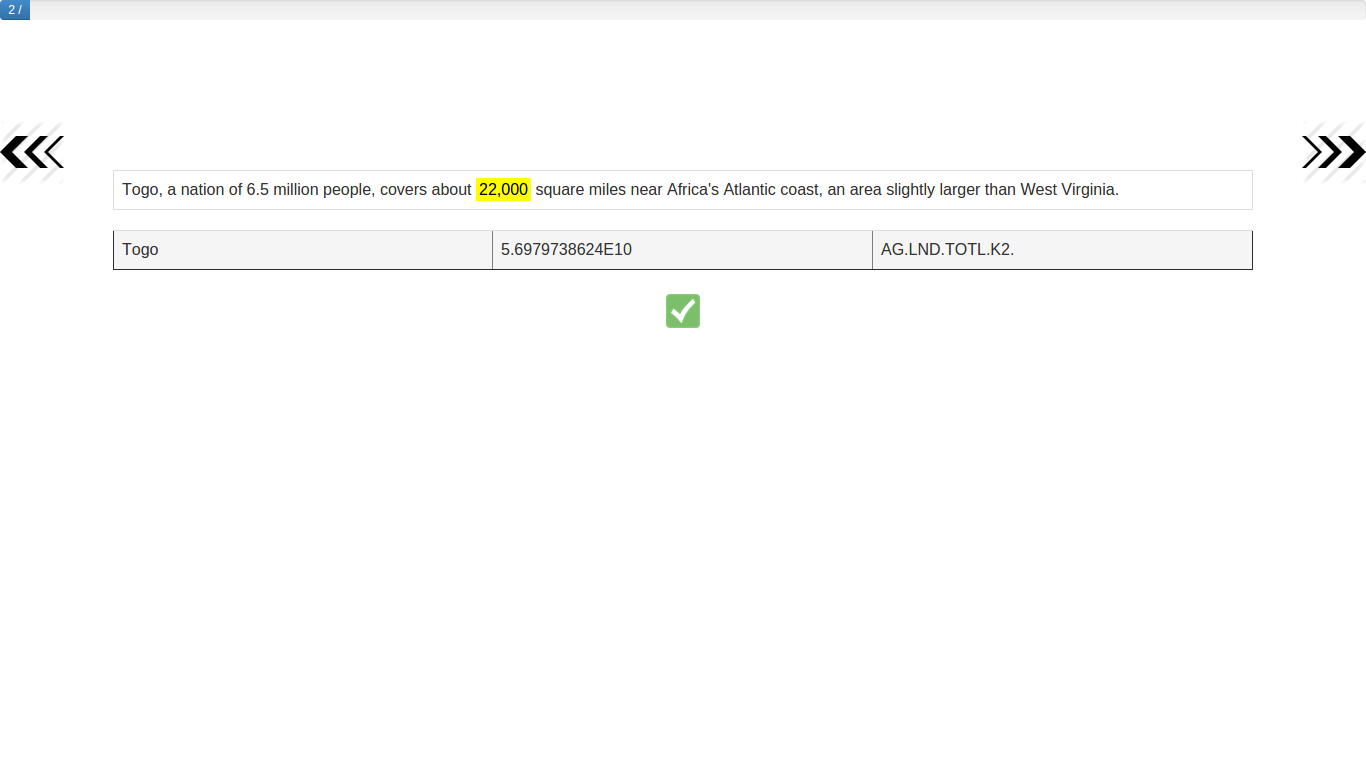 2 /
Togo, a nation of 6.5 million people, covers about 22,000 square miles near Africa's Atlantic coast, an area slightly larger than West Virginia.
Togo 5.6979738624E10 AG.LND.TOTL.K2.